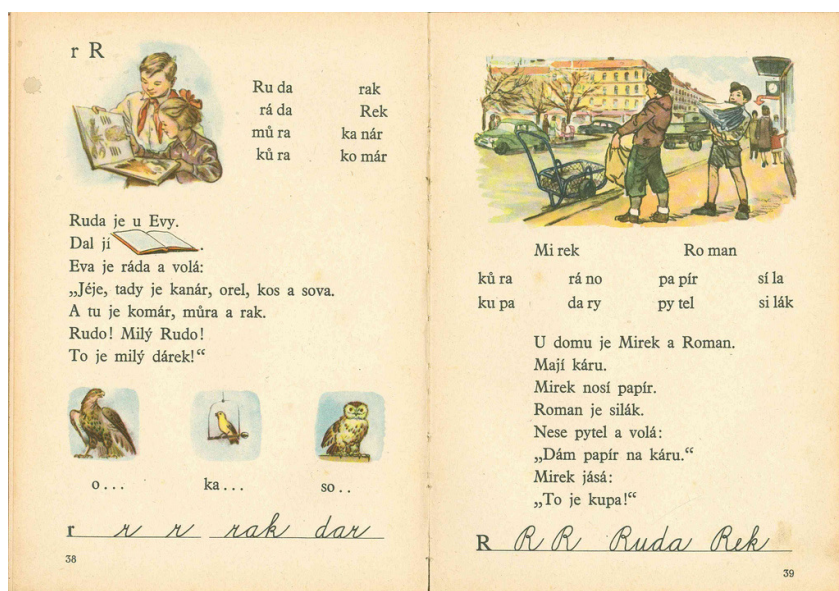 r R
Ru da rak
rá da Rek
mů ra ka nár
ků ra ko már
Ruda je u Evy.
Dal jí .
Eva je ráda a volá:
„Jéje, tady je kanár, orel, kos a sova.
A tu je komár, můra a rak.
Rudo! Milý Rudo!
To je milý dárek!“
o... ka... so..
r r r rak dar
38
Mi rek Ro man
ků ra rá no pa pír sí la
ku pa da ry py tel si lák
U domu je Mirek a Roman.
Mají káru.
Mirek nosí papír.
Roman je silák.
Nese pytel a volá:
„Dám papír na káru.“
Mirek jásá:
„To je kupa!“
R R R Ruda Rek
39